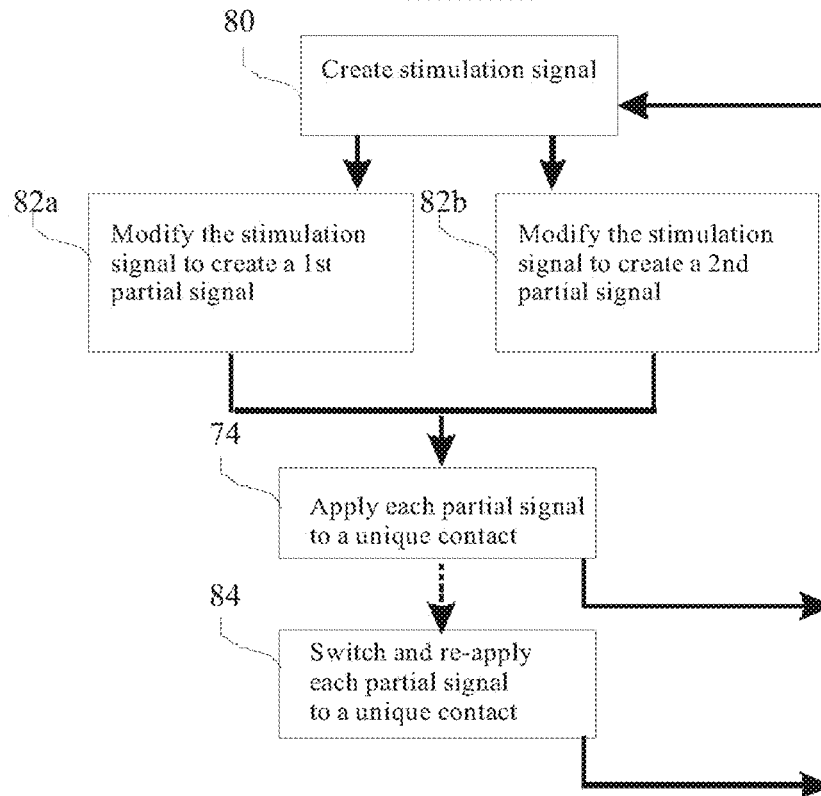 80
Create stimulation signal
82a
Modify the stimulation
signal to create a 1st
partial signal
82b
Modify the stimulation
signal to create a 2nd
partial signal
74
Apply each partial signal
to a unique contact
84
Switch and re-apply
each partial signal
to a unique contact